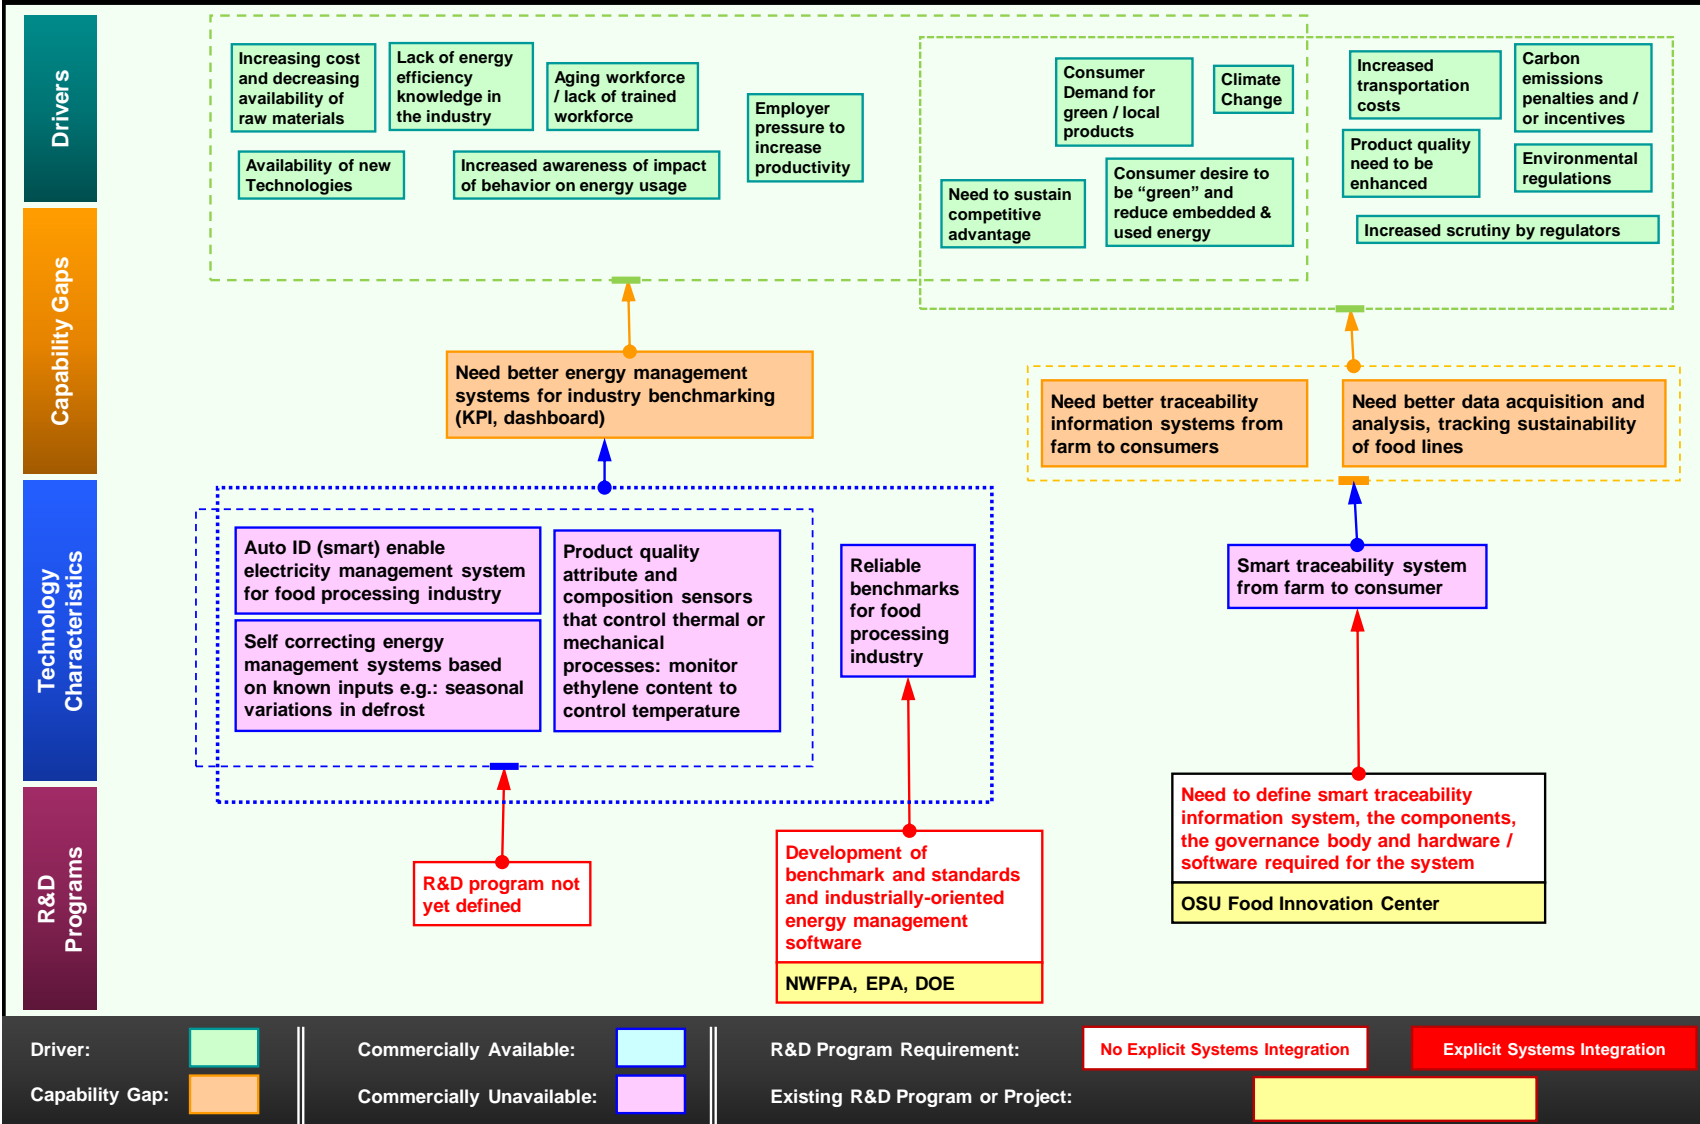 Drivers
Increasing cost
and decreasing
availability of
raw materials
Lack of energy
efficiency
knowledge in
the industry
Aging workforce
/ lack of trained
workforce
Employer
pressure to
increase
productivity
Availability of new
Technologies
Increased awareness of impact
of behavior on energy usage
Consumer
Demand for
green / local
products
Climate
Change
Need to sustain
competitive
advantage
Consumer desire to
be “green” and
reduce embedded &
used energy
Increased
transportation
costs
Carbon
emissions
penalties and /
or incentives
Product quality
need to be
enhanced
Environmental
regulations
Increased scrutiny by regulators
Capability Gaps
Need better energy management
systems for industry benchmarking
(KPI, dashboard)
Need better traceability
information systems from
farm to consumers
Need better data acquisition and
analysis, tracking sustainability
of food lines
Technology
Characteristics
Auto ID (smart) enable
electricity management system
for food processing industry
Self correcting energy
management systems based
on known inputs e.g.: seasonal
variations in defrost
Product quality
attribute and
composition sensors
that control thermal or
mechanical
processes: monitor
ethylene content to
control temperature
Reliable
benchmarks
for food
processing
industry
Smart traceability system
from farm to consumer
R&D
Programs
R&D program not
yet defined
Development of
benchmark and standards
and industrially-oriented
energy management
software
NWFPA, EPA, DOE
Need to define smart traceability
information system, the components,
the governance body and hardware /
software required for the system
OSU Food Innovation Center
Driver:
Capability Gap:
Commercially Available:
Commercially Unavailable:
R&D Program Requirement:
No Explicit Systems Integration
Explicit Systems Integration
Existing R&D Program or Project: